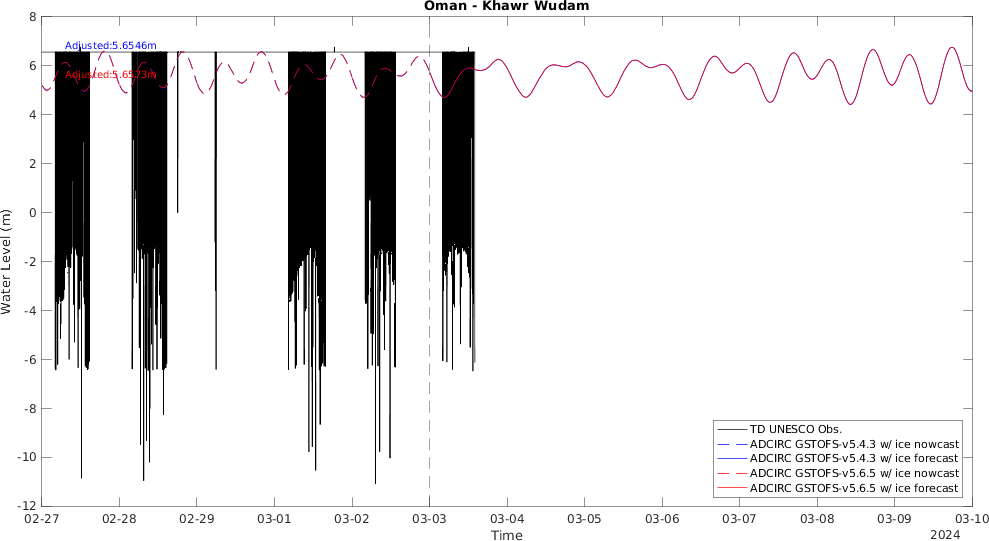 Oman - Khawr Wudam
Adjusted:5.6546m
Adjusted:5.6573m
Water Level (m)
8
6
4
2
0
-2
-4
-6
-8
-10
-12
02-27
02-28
02-29
03-01
03-02
03-03
03-04
03-05
03-06
03-07
03-08
03-09
03-10
Time
2024
TD UNESCO Obs.
ADCIRC GSTOFS-v5.4.3 w/ ice nowcast
ADCIRC GSTOFS-v5.4.3 w/ ice forecast
ADCIRC GSTOFS-v5.6.5 w/ ice nowcast
ADCIRC GSTOFS-v5.6.5 w/ ice forecast